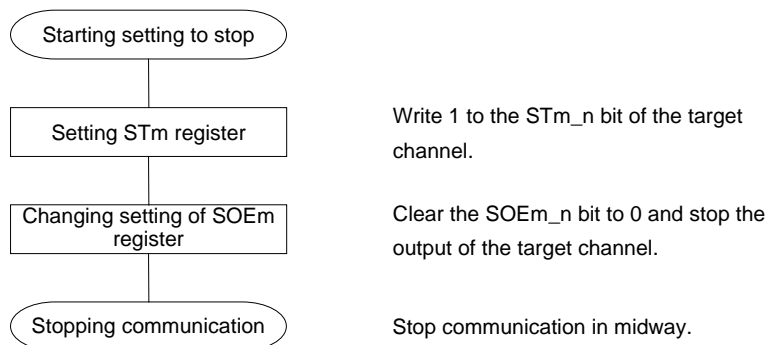 Starting setting to stop
Setting STm register
Write 1 to the STm_n bit of the target
channel.
Changing setting of SOEm
register
Clear the SOEm_n bit to 0 and stop the
output of the target channel.
Stopping communication
Stop communication in midway.